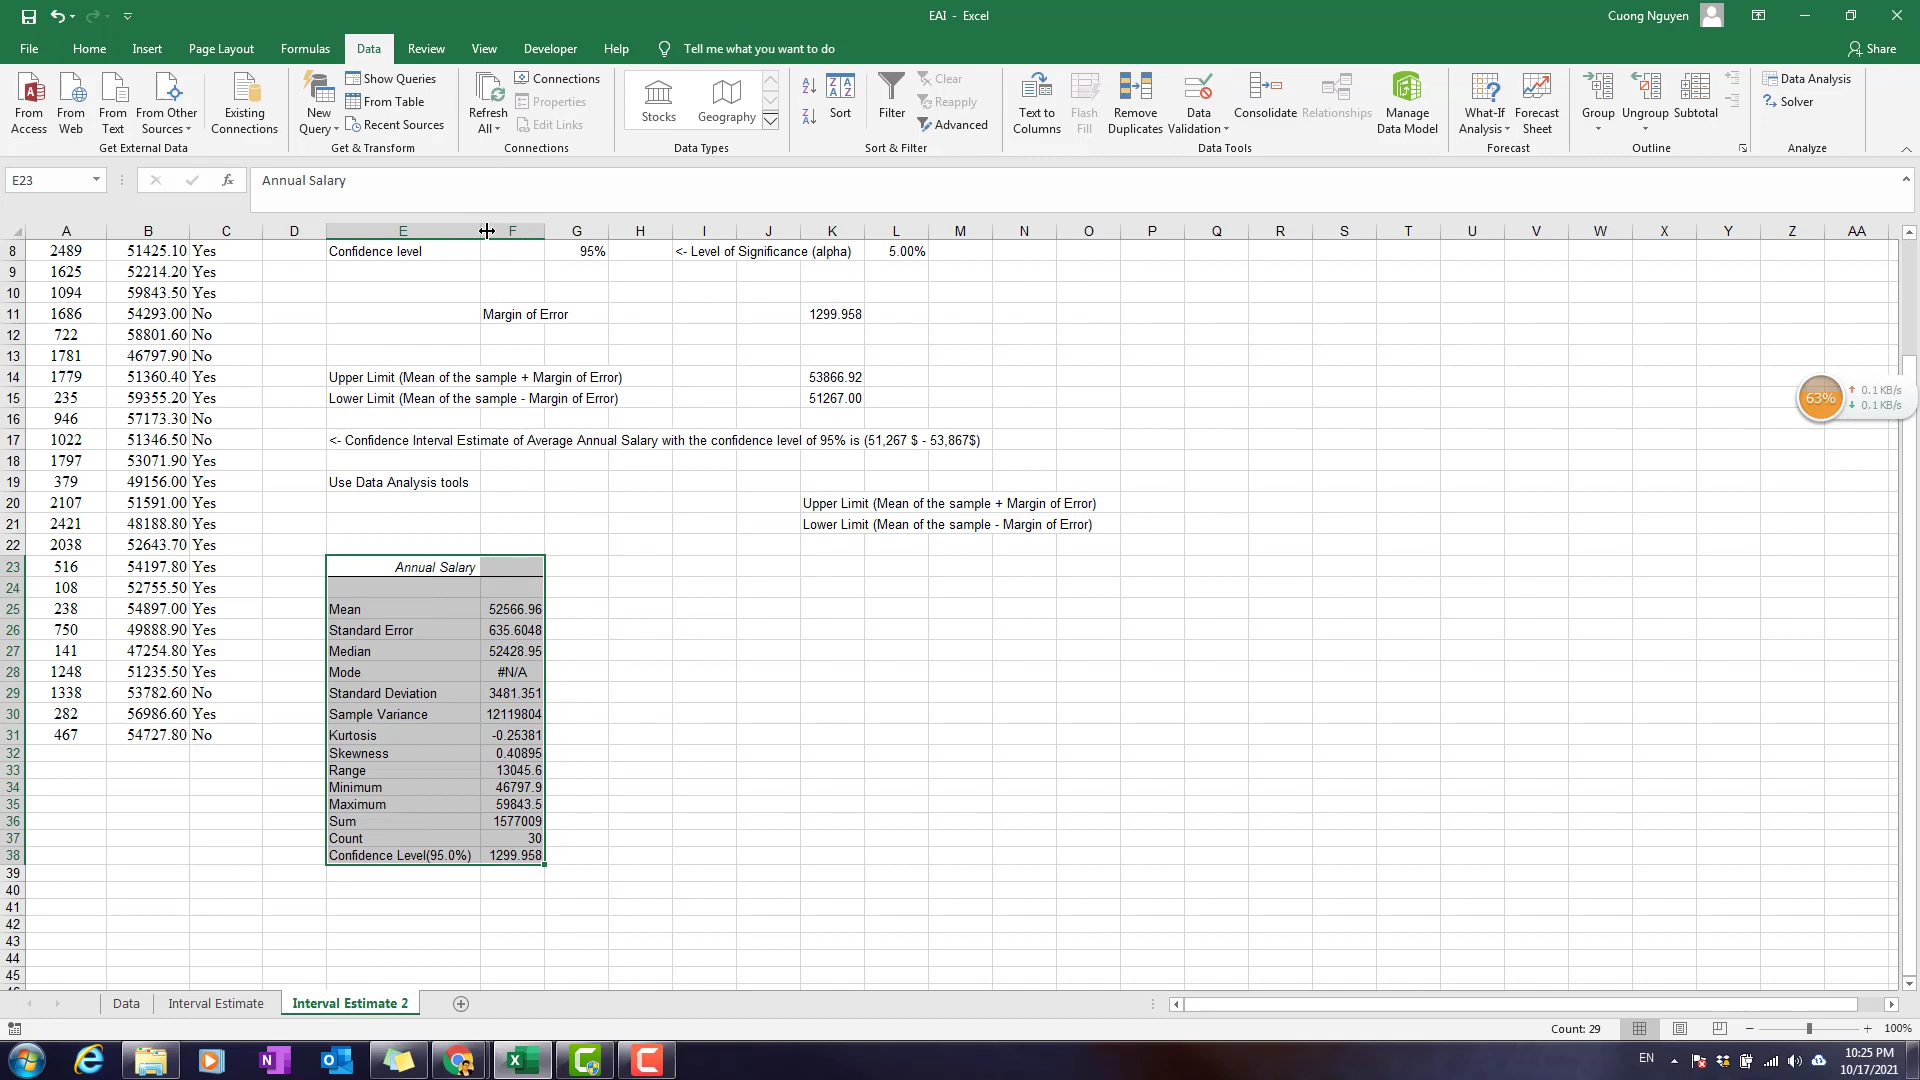 EAI - Excel
Cuong Nguyen
File Home Insert Page Layout Formulas Data Review View Developer Help Tell me what you want to do Share
From Access
From Web
From Text
From Other Sources
Existing Connections
Get External Data
New Query
Show Queries
From Table
Recent Sources
Get & Transform
Refresh All
Connections
Properties
Edit Links
Connections
Stocks
Geography
Data Types
Sort
Filter
Clear
Reapply
Advanced
Sort & Filter
Text to Columns
Flash Fill
Remove Duplicates
Data Validation
Consolidate
Relationships
Manage Data Model
Data Tools
What-If Analysis
Forecast Sheet
Forecast
Group
Ungroup
Subtotal
Outline
Data Analysis
Solver
Analyze
E23 fx Annual Salary
A B C D E F G H I J K L M N O P Q R S T U V W X Y Z AA
8 2489 51425.10 Yes Confidence level 95% <- Level of Significance (alpha) 5.00%
9 1625 52214.20 Yes
10 1094 59843.50 Yes
11 1686 54293.00 No Margin of Error 1299.958
12 722 58801.60 No
13 1781 46797.90 No
14 1779 51360.40 Yes Upper Limit (Mean of the sample + Margin of Error) 53866.92
15 235 59355.20 Yes Lower Limit (Mean of the sample - Margin of Error) 51267.00
16 946 57173.30 No
17 1022 51346.50 No <- Confidence Interval Estimate of Average Annual Salary with the confidence level of 95% is (51,267 $ - 53,867$)
18 1797 53071.90 Yes
19 379 49156.00 Yes Use Data Analysis tools
20 2107 51591.00 Yes Upper Limit (Mean of the sample + Margin of Error)
21 2421 48188.80 Yes Lower Limit (Mean of the sample - Margin of Error)
22 2038 52643.70 Yes
23 516 54197.80 Yes Annual Salary
24 108 52755.50 Yes
25 238 54897.00 Yes Mean 52566.96
26 750 49888.90 Yes Standard Error 635.6048
27 141 47254.80 Yes Median 52428.95
28 1248 51235.50 Yes Mode #N/A
29 1338 53782.60 No Standard Deviation 3481.351
30 282 56986.60 Yes Sample Variance 12119804
31 467 54727.80 No Kurtosis -0.25381
32 Skewness 0.40895
33 Range 13045.6
34 Minimum 46797.9
35 Maximum 59843.5
36 Sum 1577009
37 Count 30
38 Confidence Level(95.0%) 1299.958
39
40
41
42
43
44
45
63% 0.1 KB/s
0.1 KB/s
Data Interval Estimate Interval Estimate 2
Count: 29 100%
EN 10:25 PM
10/17/2021